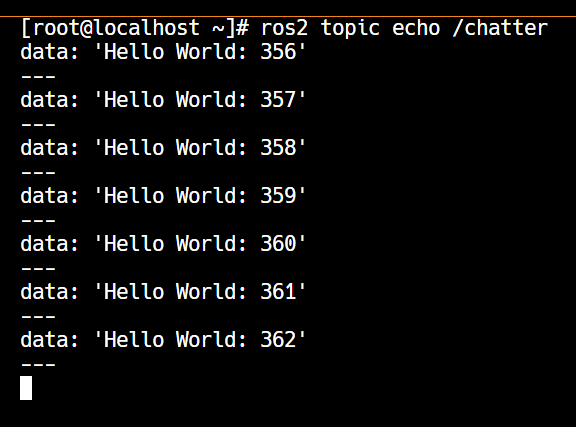 [root@localhost ~]# ros2 topic echo /chatter
data: 'Hello World: 356'
---
data: 'Hello World: 357'
---
data: 'Hello World: 358'
---
data: 'Hello World: 359'
---
data: 'Hello World: 360'
---
data: 'Hello World: 361'
---
data: 'Hello World: 362'
---